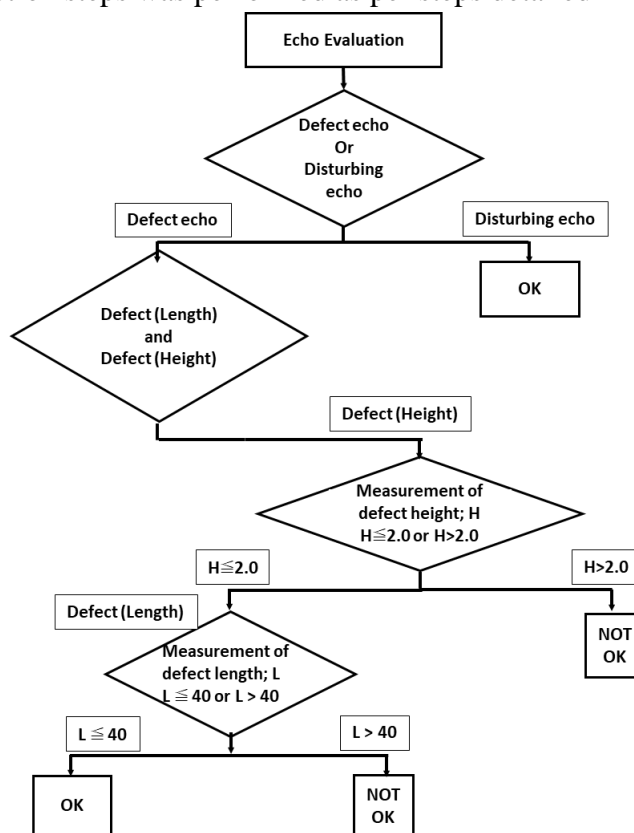 Echo Evaluation
Defect echo
Or
Disturbing
echo
Defect echo
Disturbing echo
OK
Defect (Length)
and
Defect (Height)
Defect (Height)
Measurement of
defect height; H
H≦2.0 or H>2.0
H≦2.0
H>2.0
Defect (Length)
NOT
OK
Measurement of
defect length; L
L ≦ 40 or L > 40
L ≦ 40
L > 40
OK
NOT
OK